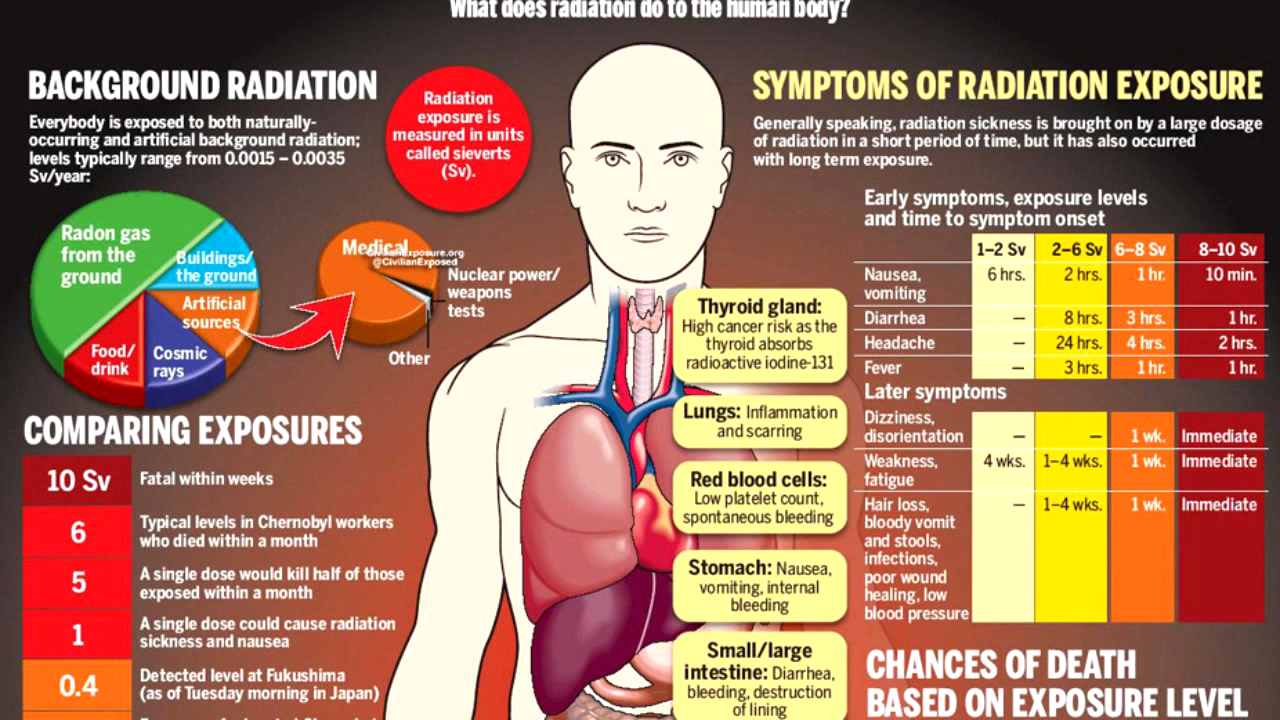 What does radiation do to the human body?
BACKGROUND RADIATION
Everybody is exposed to both naturally-
occurring and artificial background radiation;
levels typically range from 0.0015 – 0.0035
Sv/year:
Radiation
exposure is
measured in units
called sieverts
(Sv).
Radon gas
from the
ground
Buildings/
the ground
Artificial
sources
Food/
drink
Cosmic
rays
Medical
CivilianExposure.org
@CivilianExposed
Nuclear power/
weapons
tests
Other
COMPARING EXPOSURES
10 Sv Fatal within weeks
6 Typical levels in Chernobyl workers
who died within a month
5 A single dose would kill half of those
exposed within a month
1 A single dose could cause radiation
sickness and nausea
0.4 Detected level at Fukushima
(as of Tuesday morning in Japan)
Thyroid gland:
High cancer risk as the
thyroid absorbs
radioactive iodine-131
Lungs: Inflammation
and scarring
Red blood cells:
Low platelet count,
spontaneous bleeding
Stomach: Nausea,
vomiting, internal
bleeding
Small/large
intestine: Diarrhea,
bleeding, destruction
of lining
SYMPTOMS OF RADIATION EXPOSURE
Generally speaking, radiation sickness is brought on by a large dosage
of radiation in a short period of time, but it has also occurred
with long term exposure.
Early symptoms, exposure levels
and time to symptom onset
1–2 Sv 2–6 Sv 6–8 Sv 8–10 Sv
Nausea, 6 hrs. 2 hrs. 1 hr. 10 min.
vomiting
Diarrhea – 8 hrs. 3 hrs. 1 hr.
Headache – 24 hrs. 4 hrs. 2 hrs.
Fever – 3 hrs. 1 hr. 1 hr.
Later symptoms
Dizziness,
disorientation – – 1 wk. Immediate
Weakness, 4 wks. 1–4 wks. 1 wk. Immediate
fatigue
Hair loss, – 1–4 wks. 1 wk. Immediate
bloody vomit
and stools,
infections,
poor wound
healing, low
blood pressure
CHANCES OF DEATH
BASED ON EXPOSURE LEVEL